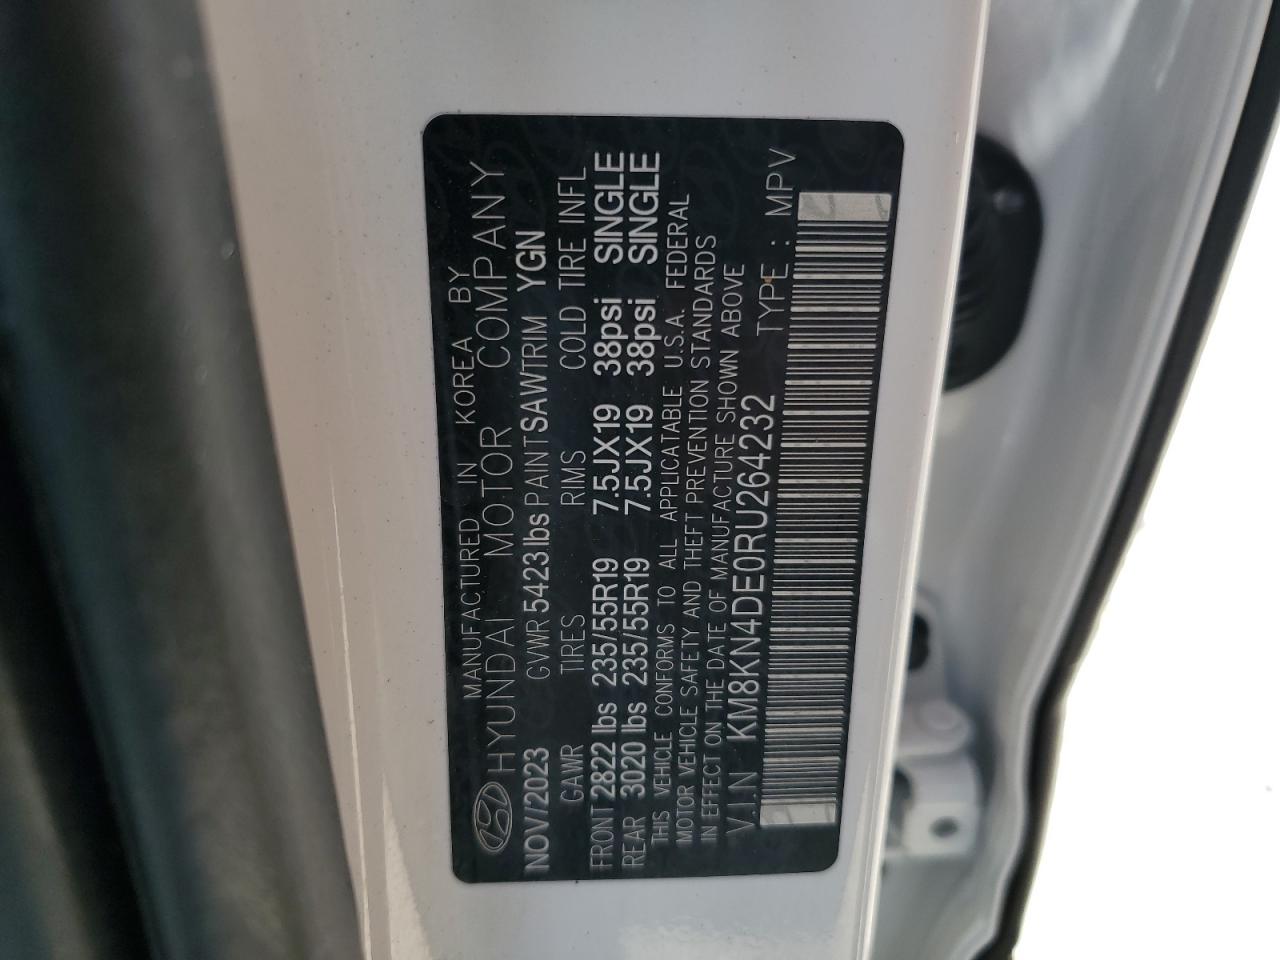 MANUFACTURED IN KOREA BY
HYUNDAI MOTOR COMPANY
NOV/2023 GVWR 5423lbs PAINT SAW TRIM YGN
GAWR TIRES RIMS COLD TIRE INFL
FRONT 2822 lbs 235/55R19 7.5JX19 38psi SINGLE
REAR 3020 lbs 235/55R19 7.5JX19 38psi SINGLE
THIS VEHICLE CONFORMS TO ALL APPLICATABLE U.S.A. FEDERAL
MOTOR VEHICLE SAFETY AND THEFT PREVENTION STANDARDS
IN EFFECT ON THE DATE OF MANUFACTURE SHOWN ABOVE
V.I.N KM8KN4DE0RU264232 TYPE : MPV